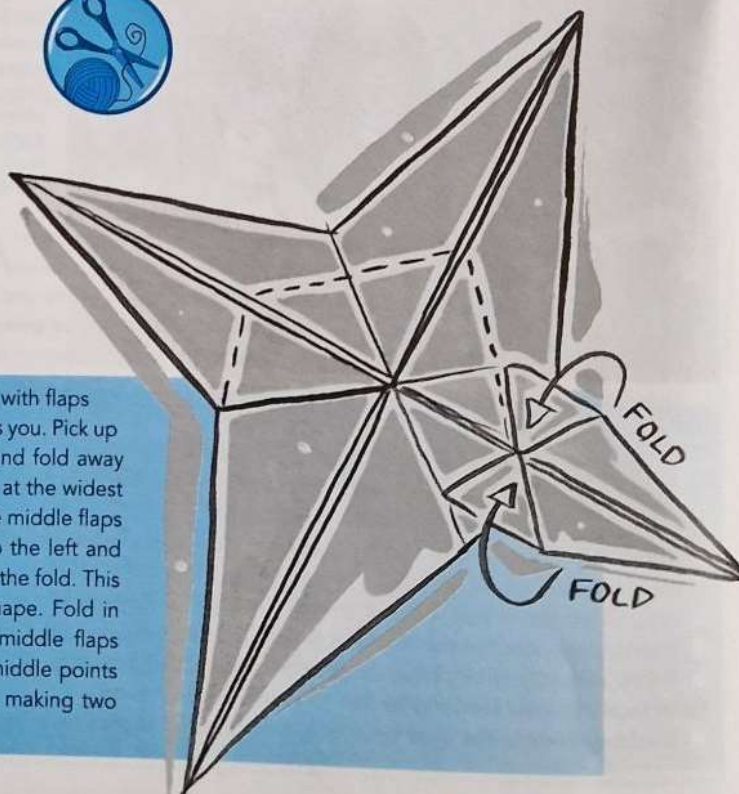 with flaps
s you. Pick up
nd fold away
at the widest
e middle flaps
o the left and
the fold. This
ape. Fold in
middle flaps
niddle points
making two
FOLD
FOLD